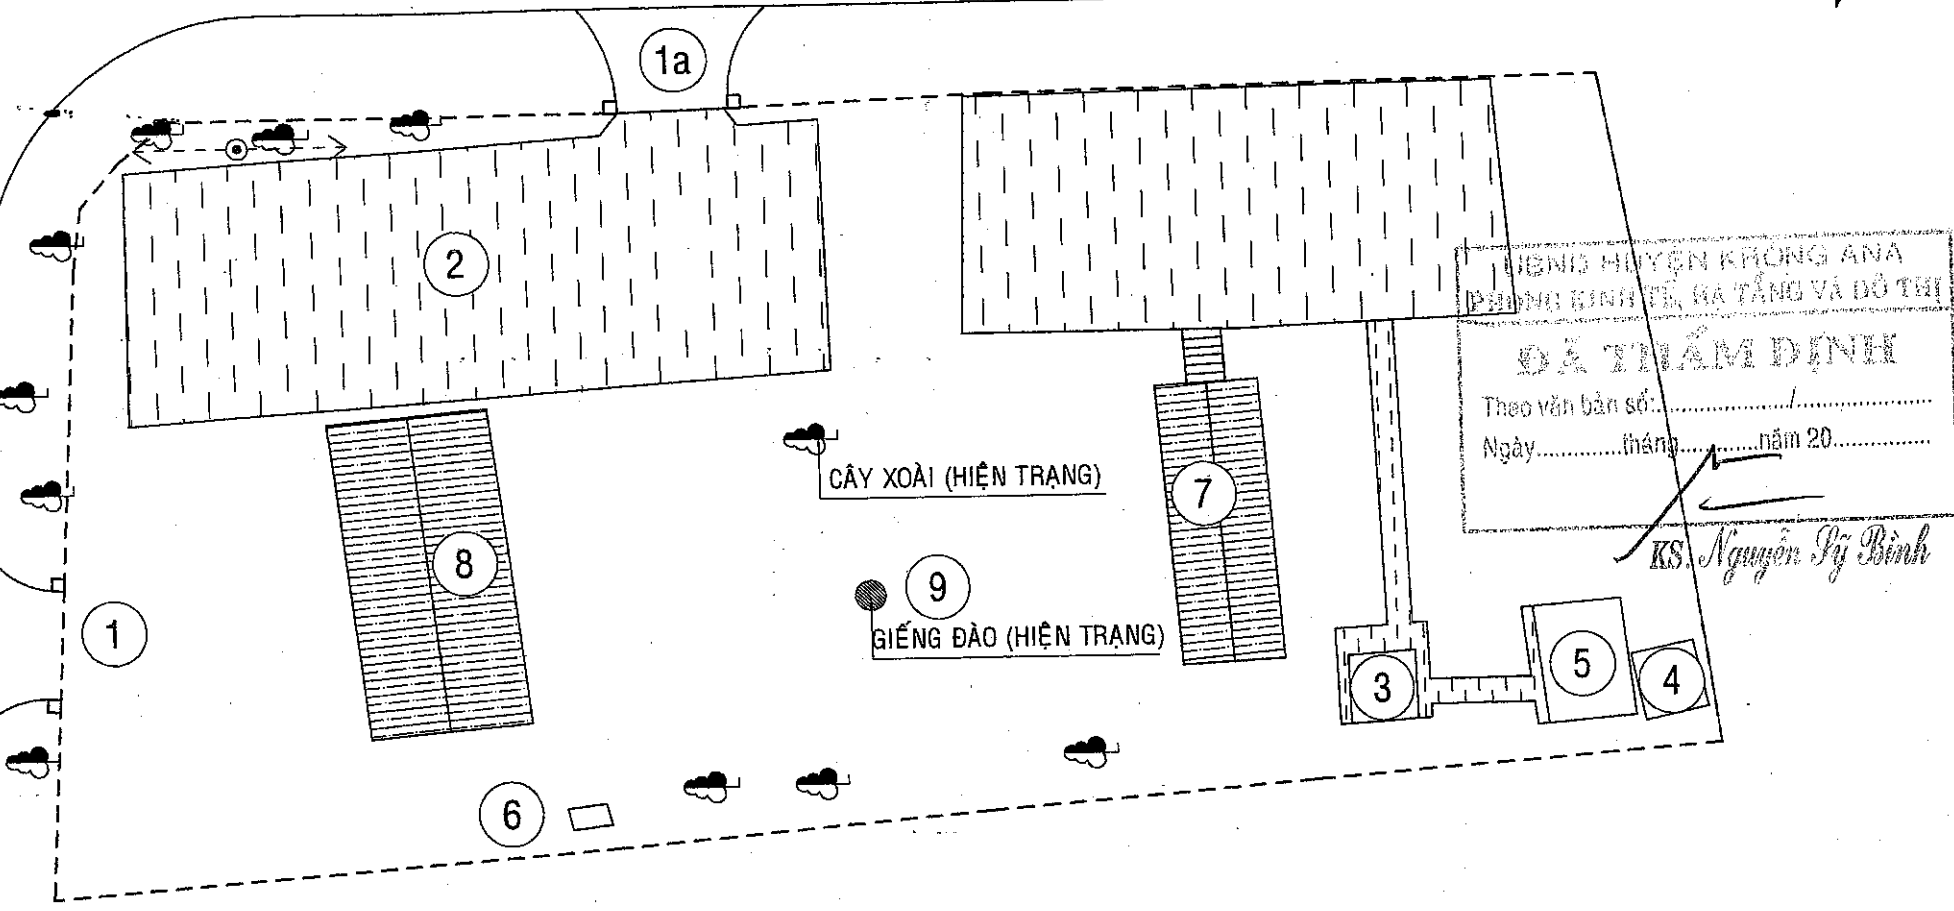 1a
2
UBND HUYỆN KRÔNG ANA
PHÒNG KINH TẾ, HẠ TẦNG VÀ ĐÔ THỊ
ĐÃ THẨM ĐỊNH
Theo văn bản số:..................../....................
Ngày.............tháng............năm 20..............
CÂY XOÀI (HIỆN TRẠNG)
7
8
KS. Nguyễn Sỹ Bình
9
GIẾNG ĐÀO (HIỆN TRẠNG)
1
5
3
4
6